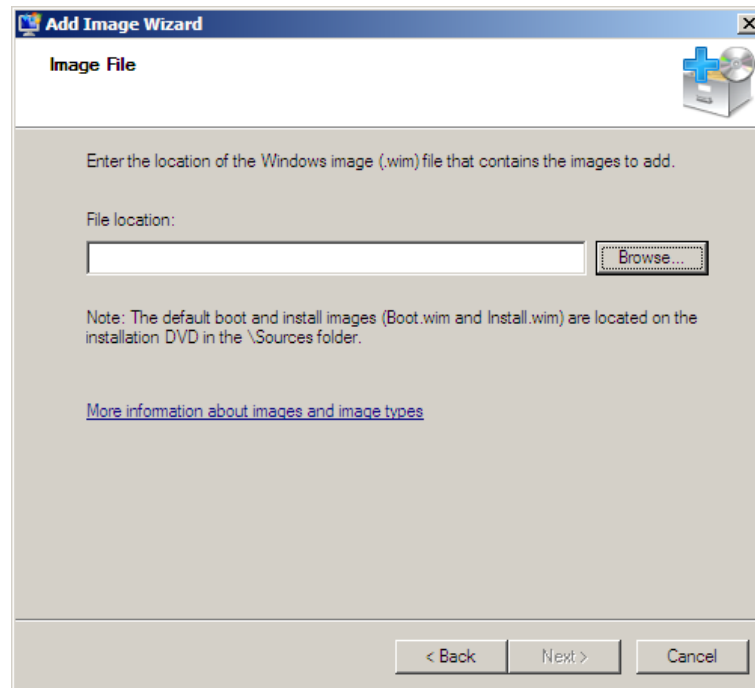 Add Image Wizard
Image File
Enter the location of the Windows image (.wim) file that contains the images to add.
File location:
Browse...
Note: The default boot and install images (Boot.wim and Install.wim) are located on the
installation DVD in the \Sources folder.
More information about images and image types
< Back Next > Cancel